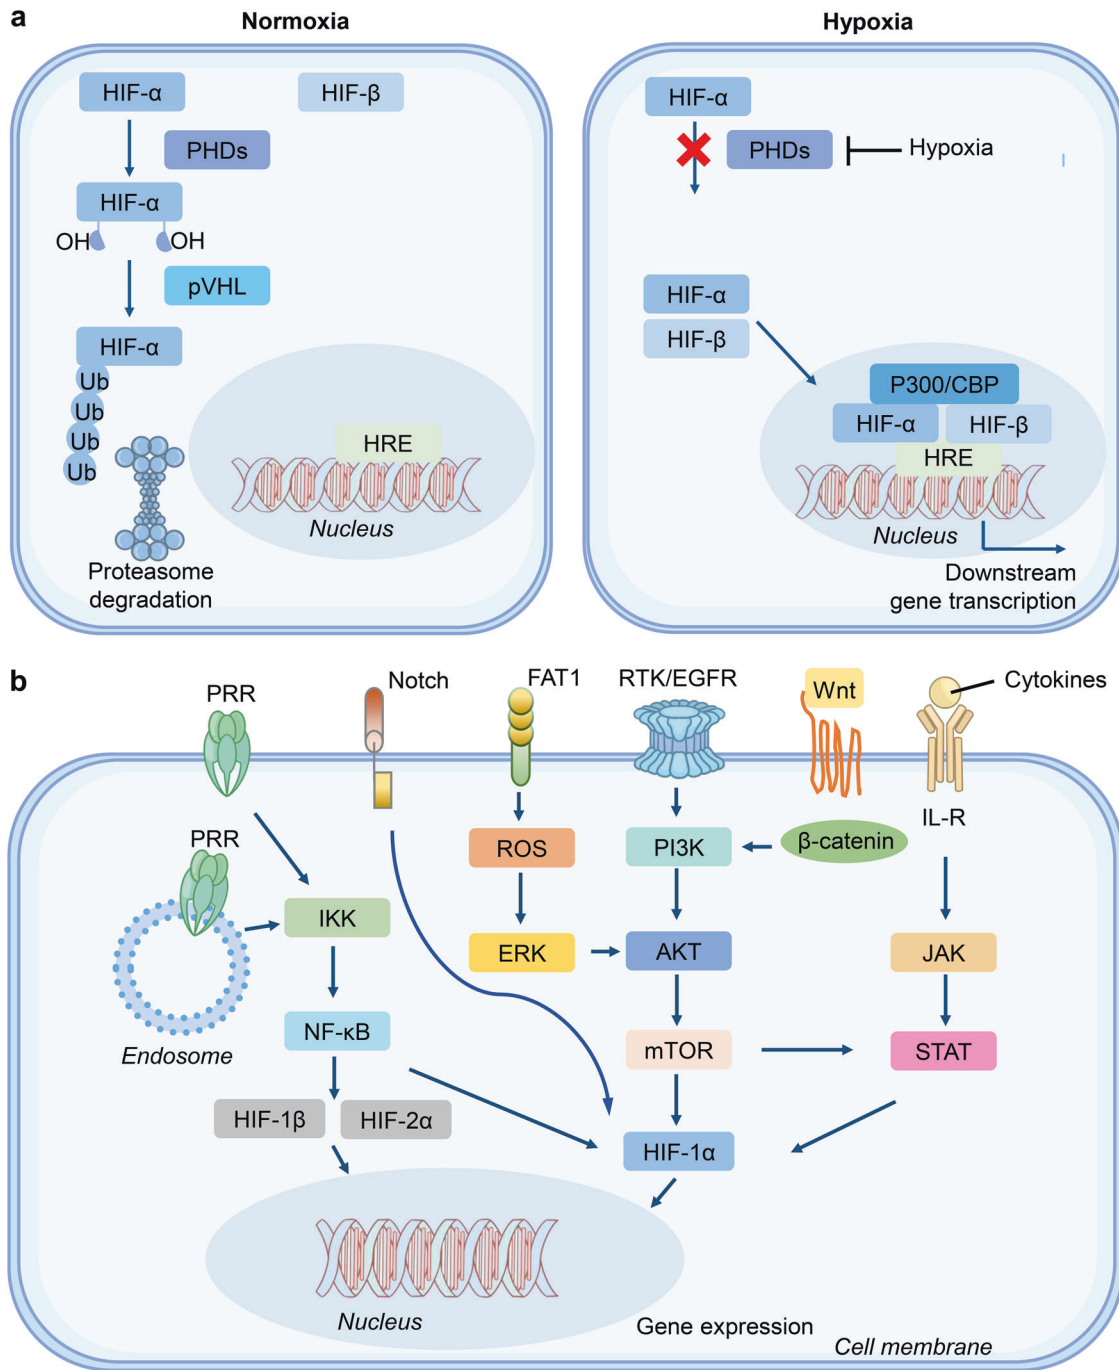 a
Normoxia
HIF-α
HIF-β
PHDs
HIF-α
OH
OH
pVHL
HIF-α
Ub
Ub
Ub
Ub
HRE
Nucleus
Proteasome
degradation
Hypoxia
HIF-α
PHDs
Hypoxia
HIF-α
HIF-β
P300/CBP
HIF-α
HIF-β
HRE
Nucleus
Downstream
gene transcription
b
PRR
Notch
FAT1
RTK/EGFR
Wnt
Cytokines
IL-R
PRR
ROS
PI3K
β-catenin
IKK
ERK
AKT
JAK
Endosome
NF-κB
mTOR
STAT
HIF-1β
HIF-2α
HIF-1α
Nucleus
Gene expression
Cell membrane